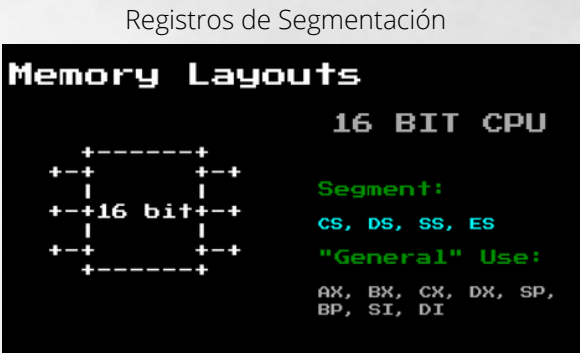 Registros de Segmentación
Memory Layouts
16 BIT CPU
+------+
+-+ +-+
| |
+-+16 bit+-+
| |
+-+ +-+
+------+
Segment:
CS, DS, SS, ES
"General" Use:
AX, BX, CX, DX, SP,
BP, SI, DI